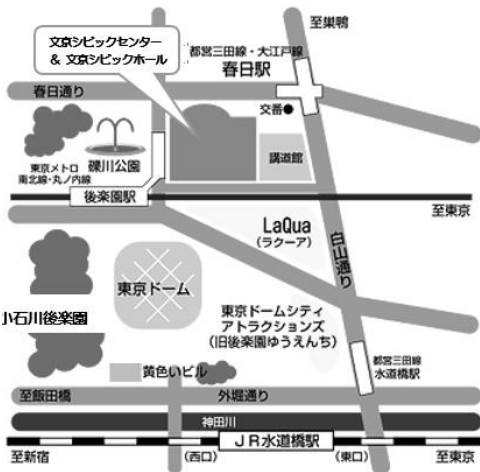 至巣鴨
文京シビックセンター
& 文京シビックホール
都営三田線・大江戸線
春日駅
春日通り
交番
礫川公園
講道館
東京メトロ
南北線・丸ノ内線
後楽園駅
至東京
LaQua
(ラクーア)
白山通り
東京ドーム
小石川後楽園
東京ドームシティ
アトラクションズ
(旧後楽園ゆうえんち)
都営三田線
水道橋駅
黄色いビル
至飯田橋
外堀通り
神田川
JR水道橋駅
至新宿
(西口)
(東口)
至東京